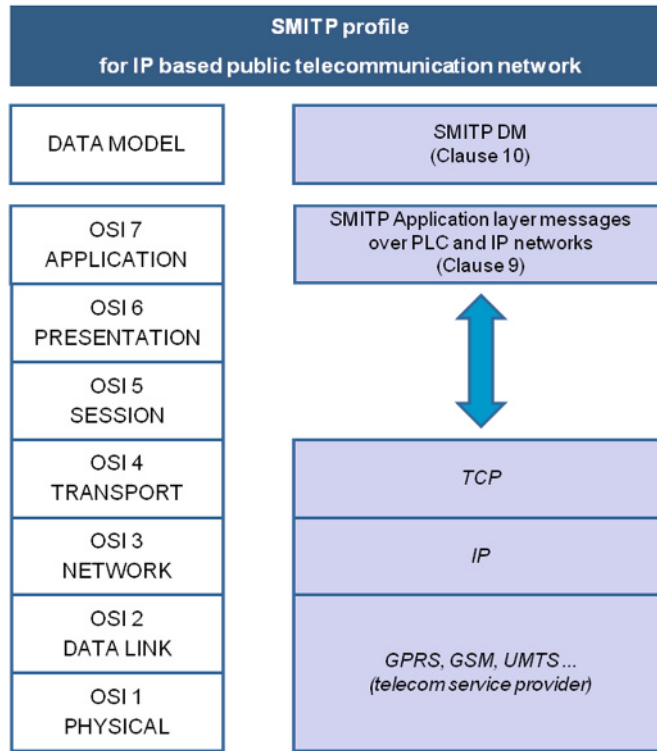 SMITP profile
for IP based public telecommunication network
DATA MODEL
SMITP DM
(Clause 10)
OSI 7
APPLICATION
SMITP Application layer messages
over PLC and IP networks
(Clause 9)
OSI 6
PRESENTATION
OSI 5
SESSION
OSI 4
TRANSPORT
TCP
OSI 3
NETWORK
IP
OSI 2
DATA LINK
OSI 1
PHYSICAL
GPRS, GSM, UMTS ...
(telecom service provider)